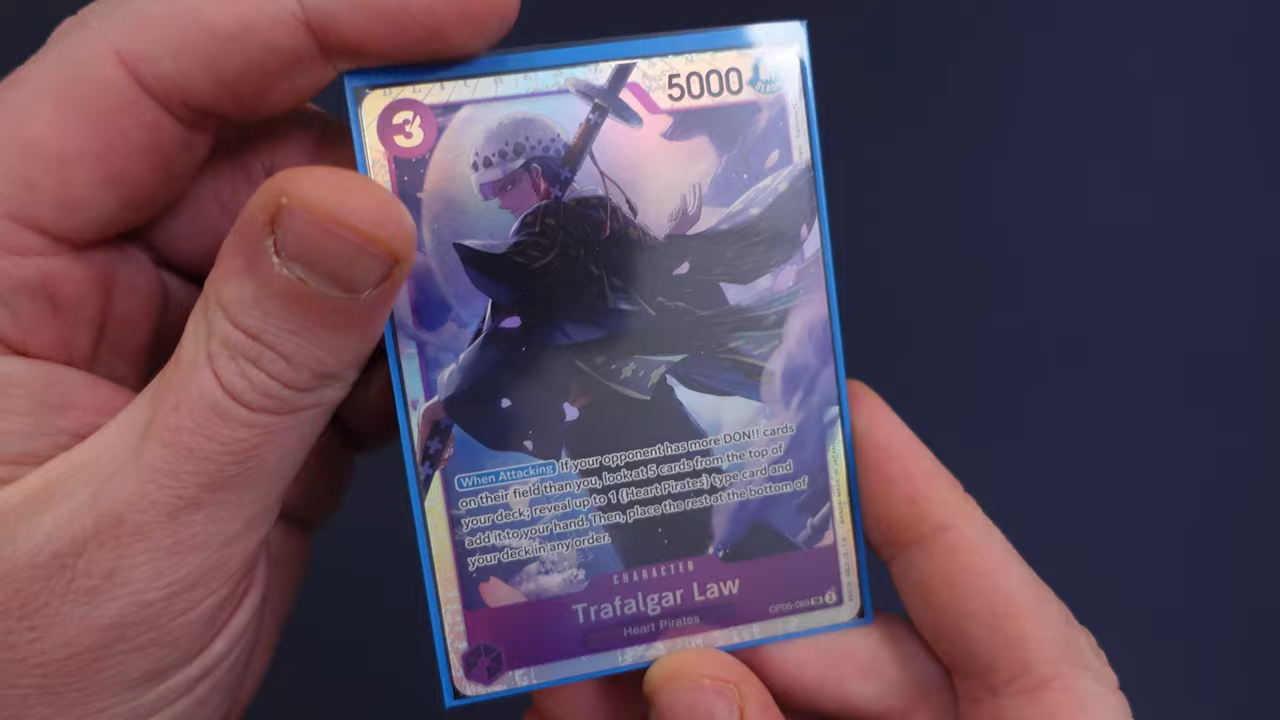 3
5000
When Attacking If your opponent has more DON!! cards
on their field than you, look at 5 cards from the top of
your deck; reveal up to 1 {Heart Pirates} type card and
add it to your hand. Then, place the rest at the bottom of
your deck in any order.
CHARACTER
Trafalgar Law
Heart Pirates
OP05-069 SR 2